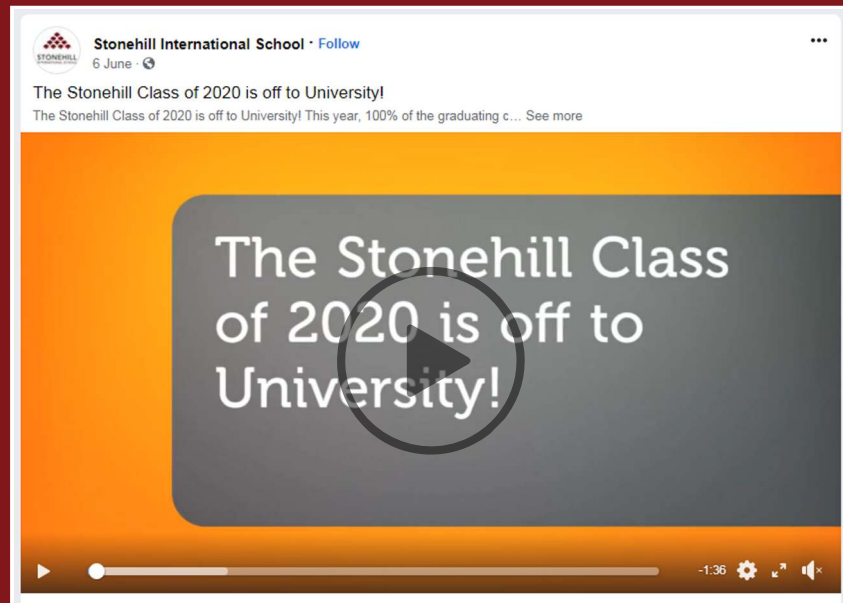 Stonehill International School · Follow
6 June ·
The Stonehill Class of 2020 is off to University!
The Stonehill Class of 2020 is off to University! This year, 100% of the graduating c... See more
STONEHILL
INTERNATIONAL SCHOOL
The Stonehill Class
of 2020 is off to
University!
-1:36